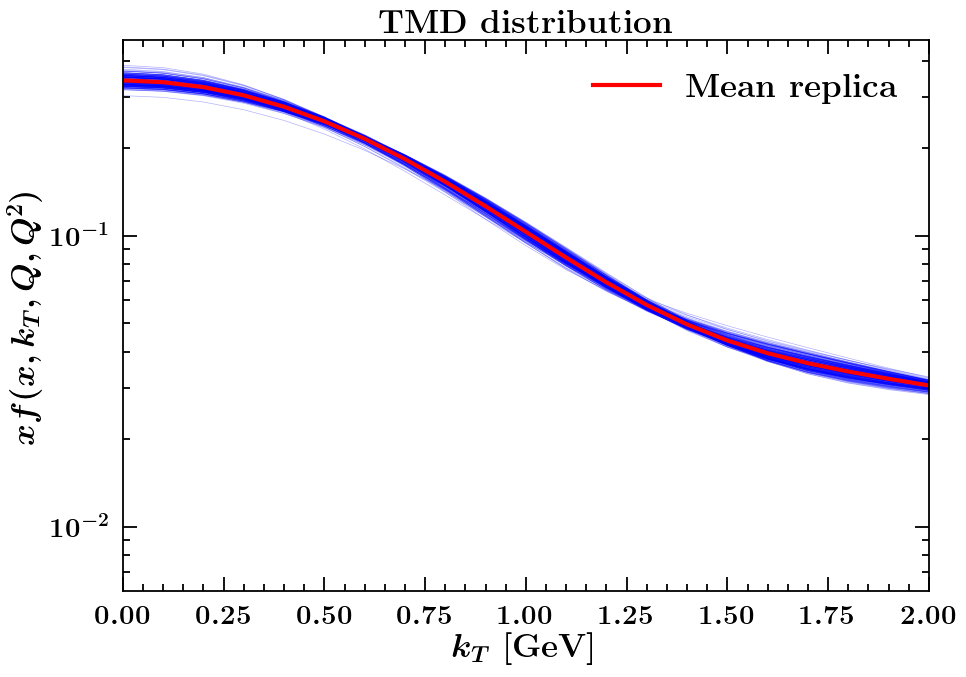 TMD distribution
Mean replica
xf(x, k_T, Q, Q²)
10⁻¹
10⁻²
0.00 0.25 0.50 0.75 1.00 1.25 1.50 1.75 2.00
k_T [GeV]